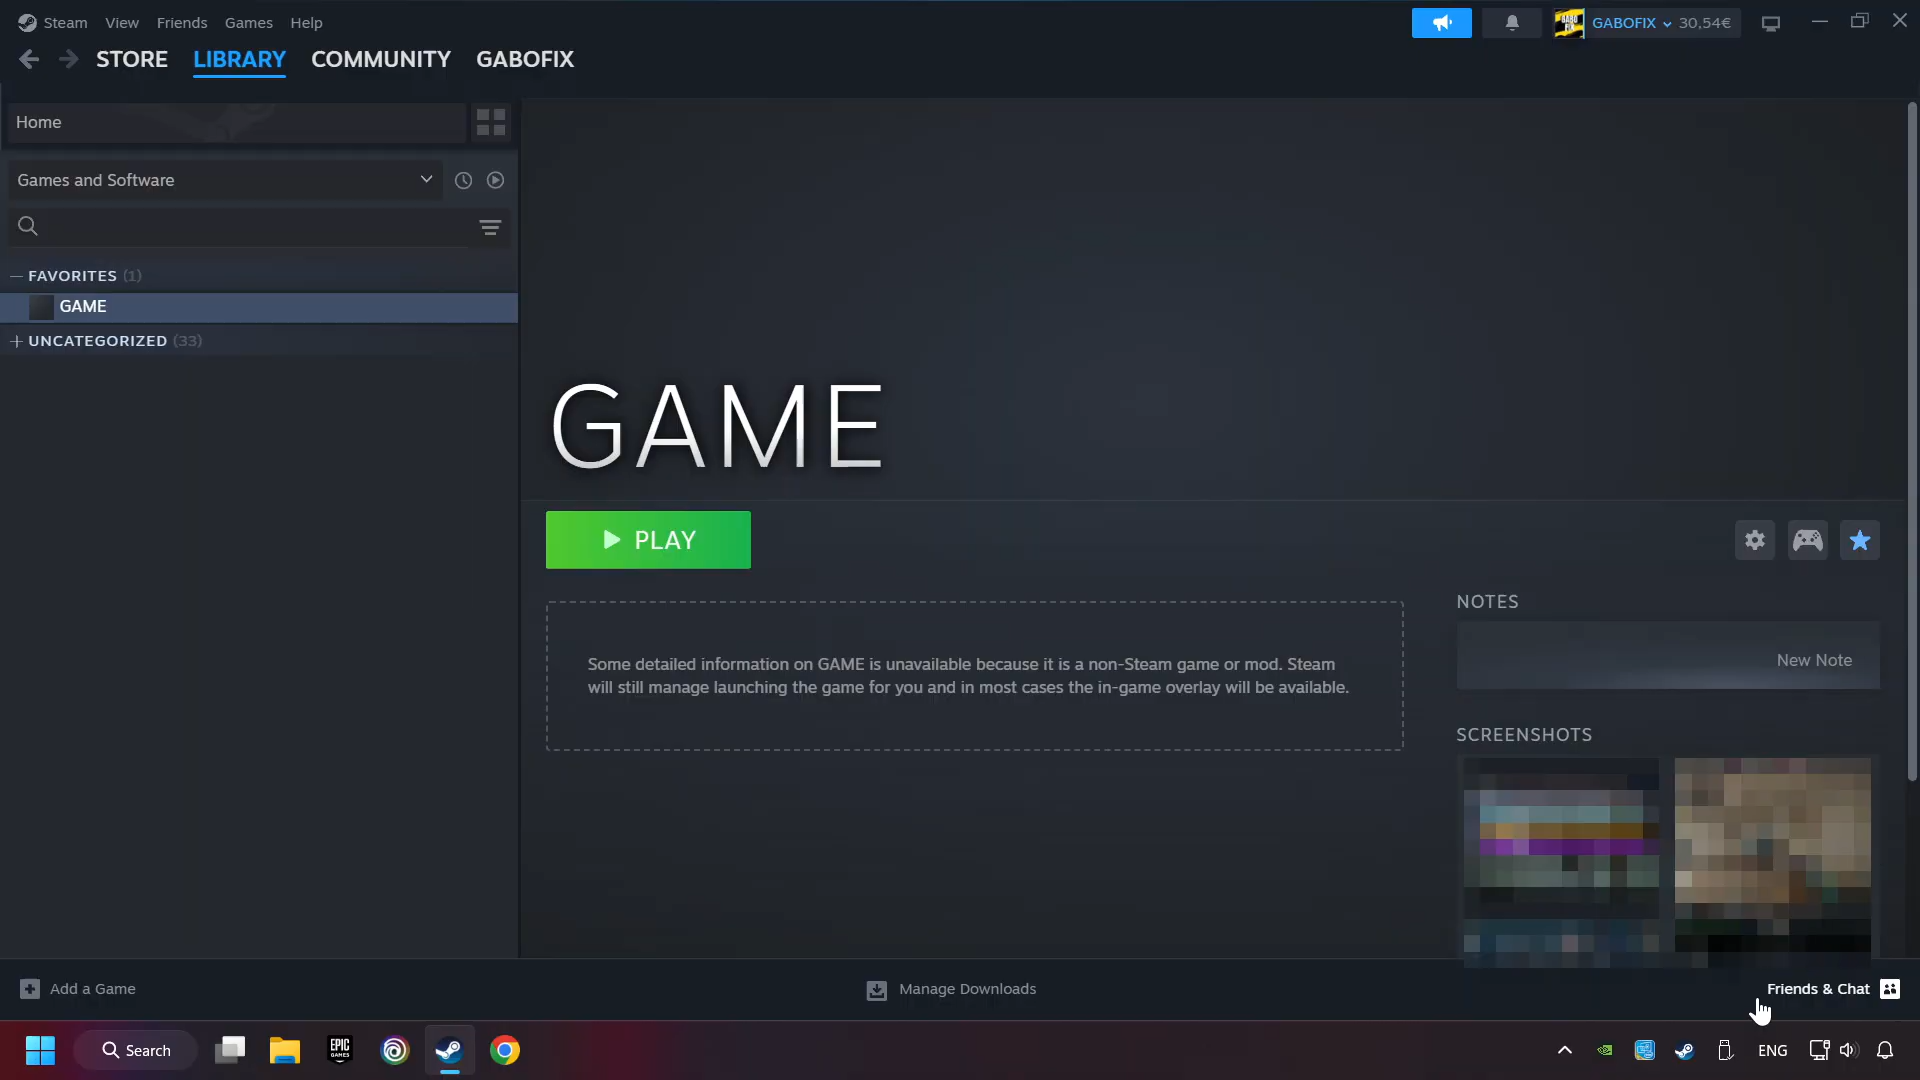 Steam View Friends Games Help
GABOFIX 30,54€
STORE LIBRARY COMMUNITY GABOFIX
Home
Games and Software
— FAVORITES (1)
GAME
+ UNCATEGORIZED (33)
GAME
PLAY
Some detailed information on GAME is unavailable because it is a non-Steam game or mod. Steam
will still manage launching the game for you and in most cases the in-game overlay will be available.
NOTES
New Note
SCREENSHOTS
Add a Game
Manage Downloads
Friends & Chat
Search
EPIC
GAMES
ENG